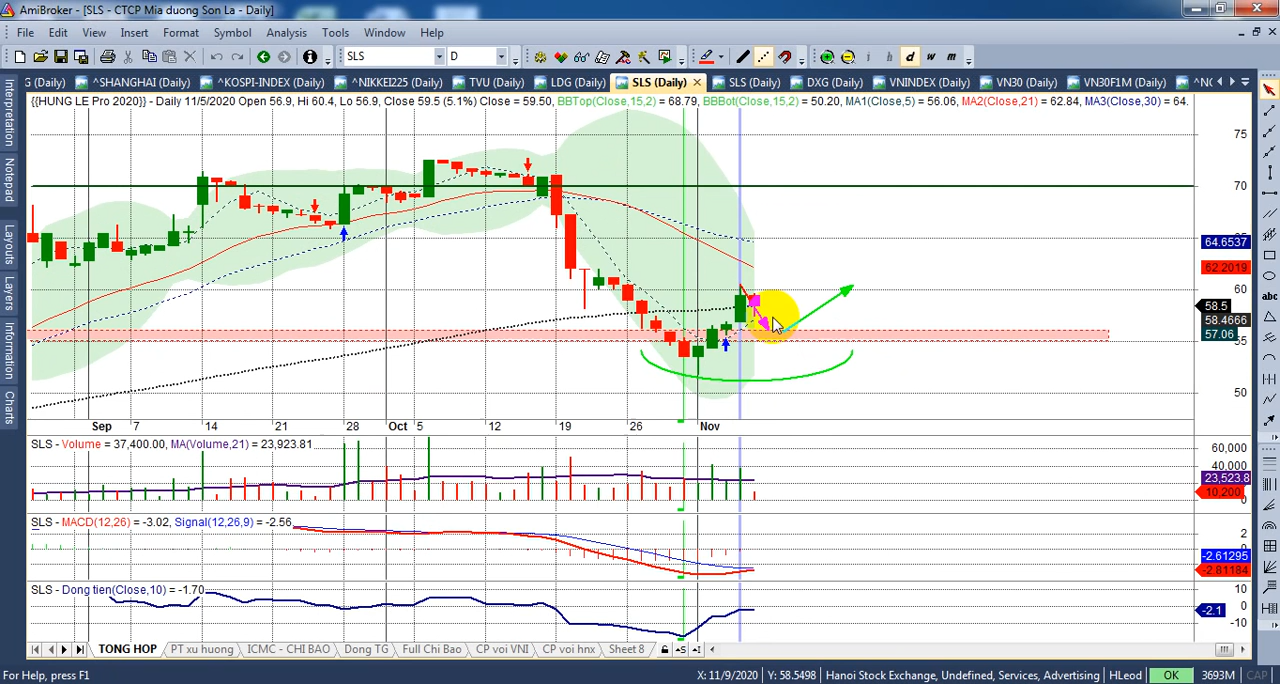 AmiBroker - [SLS - CTCP Mia duong Son La - Daily]
File Edit View Insert Format Symbol Analysis Tools Window Help
SLS D i h d w m
G (Daily) ^SHANGHAI (Daily) ^KOSPI-INDEX (Daily) ^NIKKEI225 (Daily) TVU (Daily) LDG (Daily) SLS (Daily) SLS (Daily) DXG (Daily) VNINDEX (Daily) VN30 (Daily) VN30F1M (Daily)
{{HUNG LE Pro 2020}} - Daily 11/5/2020 Open 56.9, Hi 60.4, Lo 56.9, Close 59.5 (5.1%) Close = 59.50, BBTop(Close,15,2) = 68.79, BBBot(Close,15,2) = 50.20, MA1(Close,5) = 56.06, MA2(Close,21) = 62.84, MA3(Close,30) = 64.
Interpretation
Notepad
Layouts
Layers
Information
Charts
abc
75
70
64.6537
62.2019
60
58.5
58.4666
57.06
55
50
Sep 7 14 21 28 Oct 5 12 19 26 Nov
SLS - Volume = 37,400.00, MA(Volume,21) = 23,923.81
60,000
40,000
23,523.8
10,200
0
SLS - MACD(12,26) = -3.02, Signal(12,26,9) = -2.56
2
0
-2.61295
-2.81184
SLS - Dong tien(Close,10) = -1.70
10
0
-2.1
-10
TONG HOP PT xu huong ICMC - CHI BAO Dong TG Full Chi Bao CP voi VNI CP voi hnx Sheet 8
For Help, press F1 X: 11/9/2020 Y: 58.5498 Hanoi Stock Exchange, Undefined, Services, Advertising HLeod OK 3693M CAP